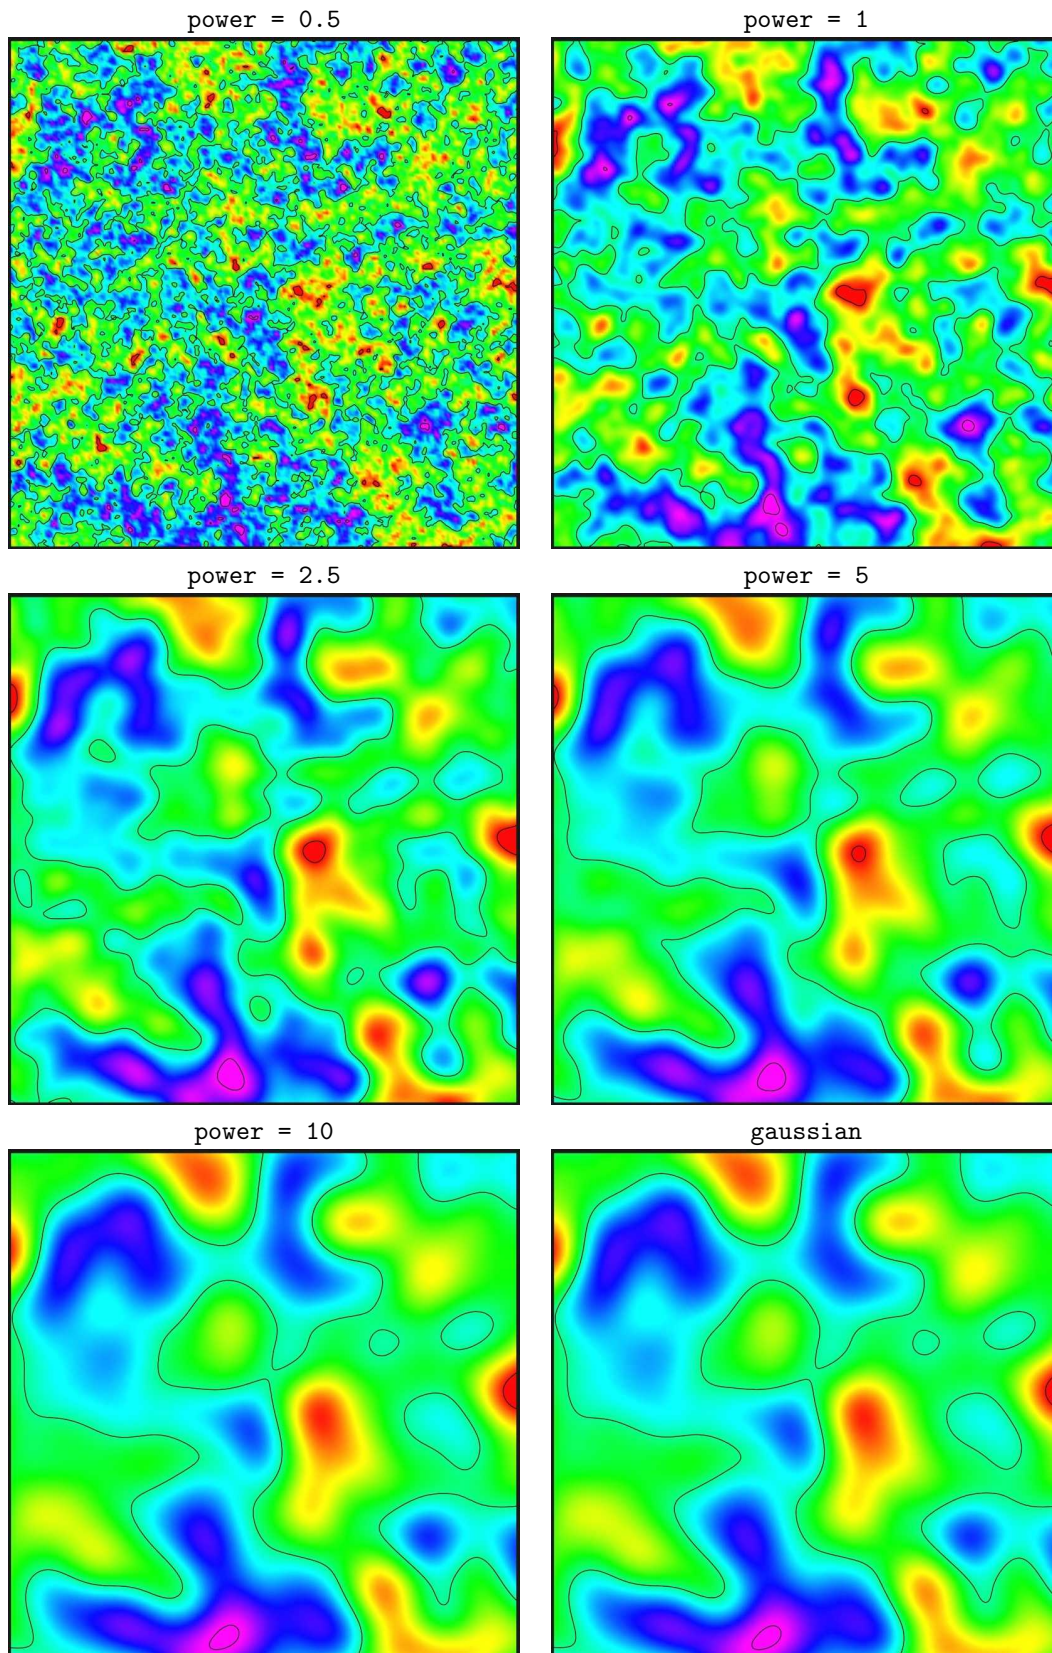 power = 0.5
power = 1
power = 2.5
power = 5
power = 10
gaussian